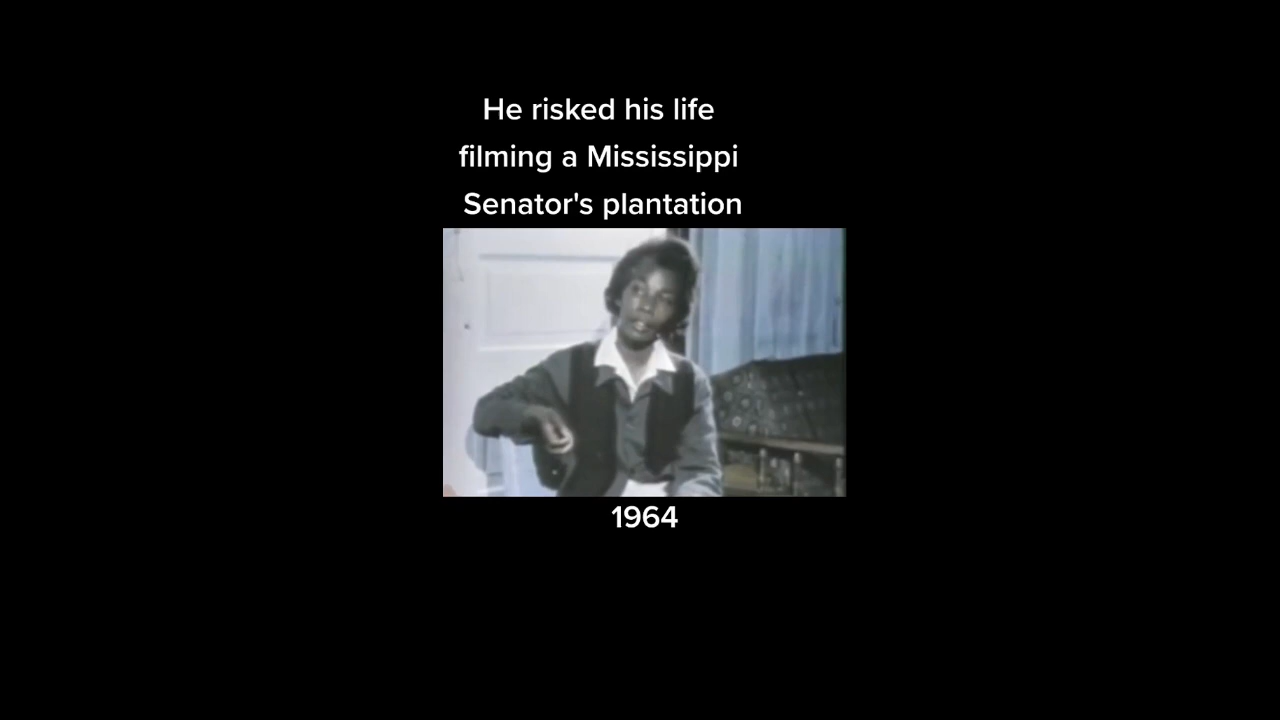 He risked his life
filming a Mississippi
Senator's plantation
1964